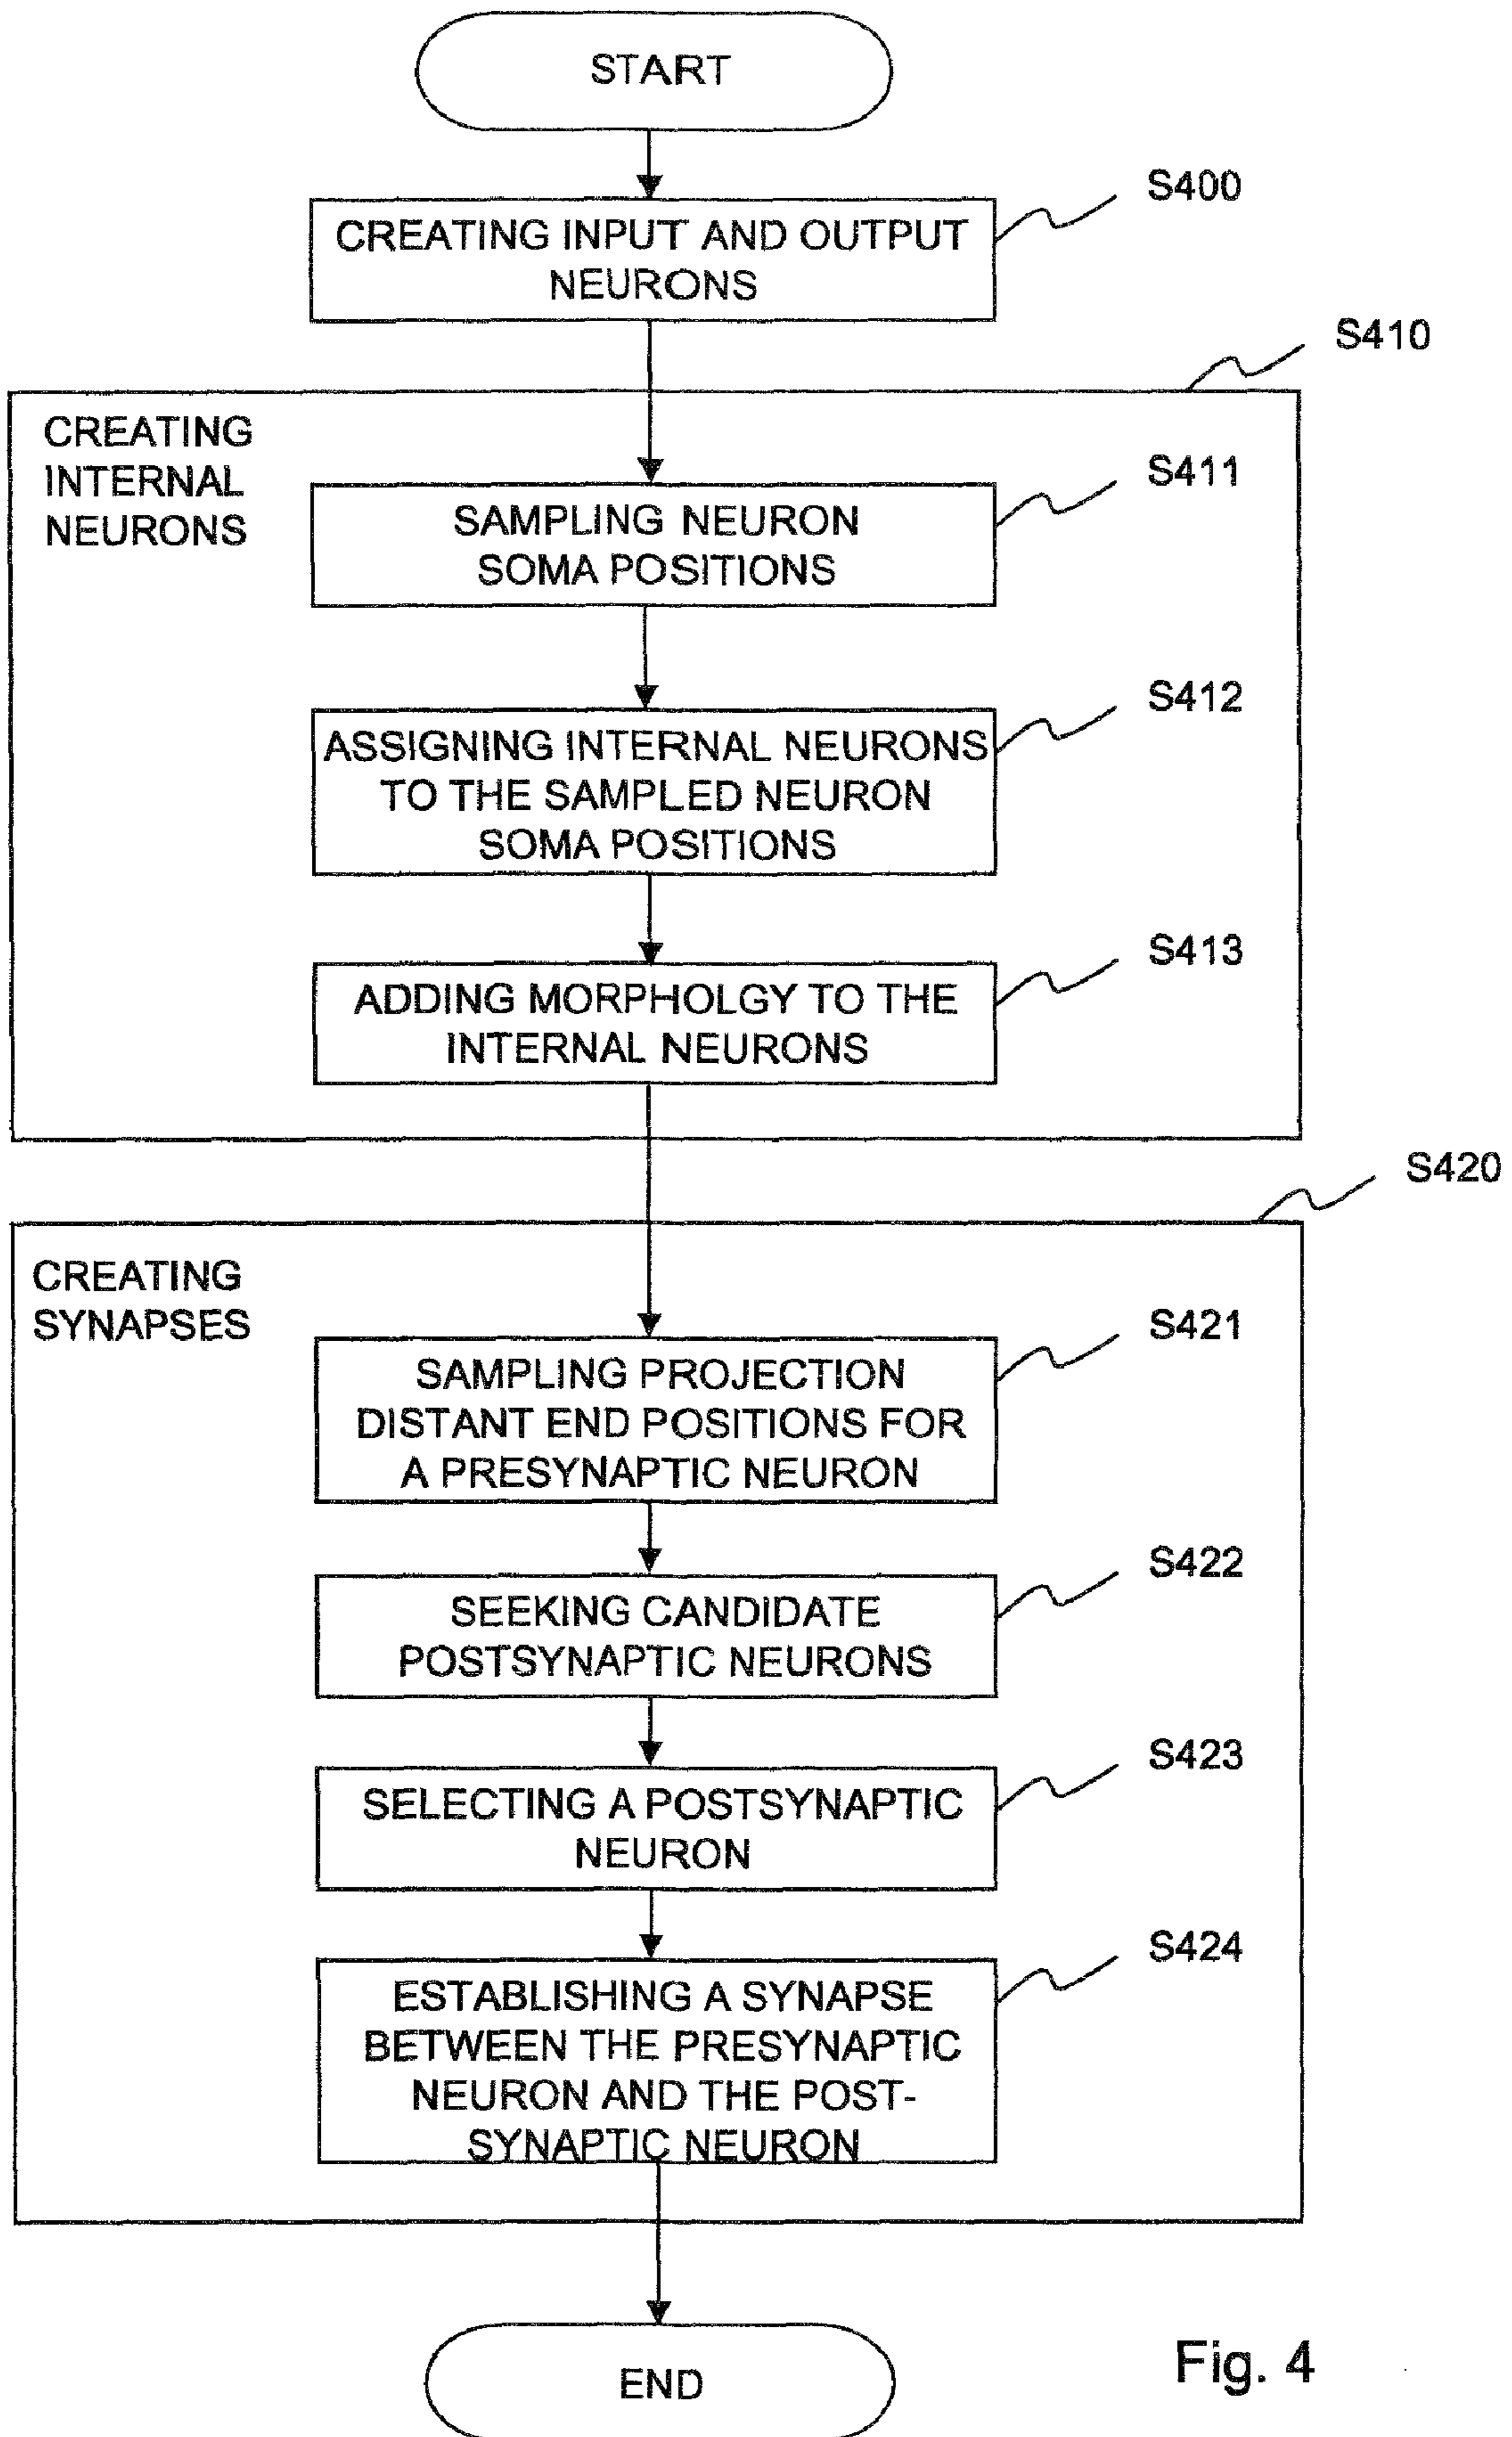 START
S400
CREATING INPUT AND OUTPUT
NEURONS
S410
CREATING
INTERNAL
NEURONS
S411
SAMPLING NEURON
SOMA POSITIONS
S412
ASSIGNING INTERNAL NEURONS
TO THE SAMPLED NEURON
SOMA POSITIONS
S413
ADDING MORPHOLGY TO THE
INTERNAL NEURONS
S420
CREATING
SYNAPSES
S421
SAMPLING PROJECTION
DISTANT END POSITIONS FOR
A PRESYNAPTIC NEURON
S422
SEEKING CANDIDATE
POSTSYNAPTIC NEURONS
S423
SELECTING A POSTSYNAPTIC
NEURON
S424
ESTABLISHING A SYNAPSE
BETWEEN THE PRESYNAPTIC
NEURON AND THE POST-
SYNAPTIC NEURON
END
Fig. 4